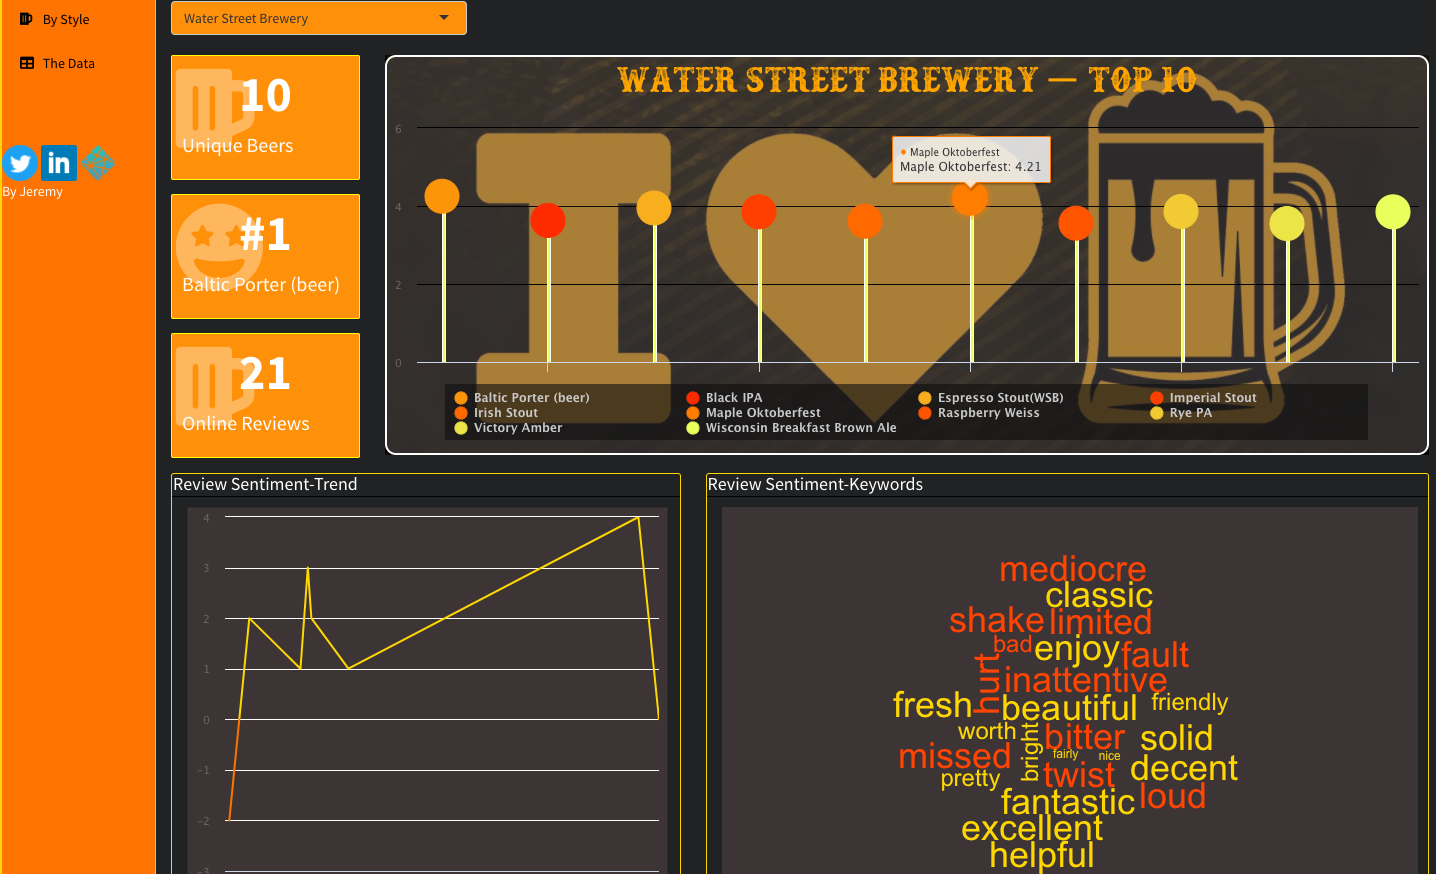 By Style
The Data
By Jeremy
Water Street Brewery
10
Unique Beers
#1
Baltic Porter (beer)
21
Online Reviews
WATER STREET BREWERY — TOP 10
6
4
2
0
Maple Oktoberfest
Maple Oktoberfest: 4.21
Baltic Porter (beer)
Black IPA
Espresso Stout(WSB)
Imperial Stout
Irish Stout
Maple Oktoberfest
Raspberry Weiss
Rye PA
Victory Amber
Wisconsin Breakfast Brown Ale
Review Sentiment-Trend
4
3
2
1
0
-1
-2
-3
Review Sentiment-Keywords
mediocre
classic
shake limited
bad enjoy fault
hurt inattentive
fresh beautiful friendly
worth bright bitter solid
missed fairly nice
pretty twist decent
fantastic loud
excellent
helpful